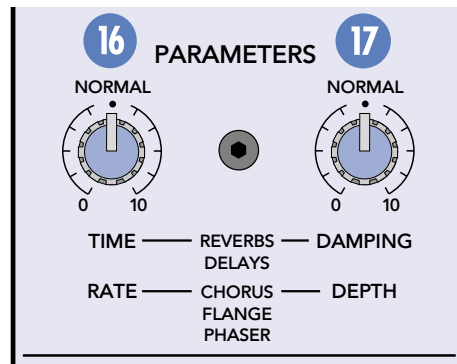 16 PARAMETERS 17
NORMAL NORMAL
0 10 0 10
TIME REVERBS DAMPING
DELAYS
RATE CHORUS DEPTH
FLANGE
PHASER